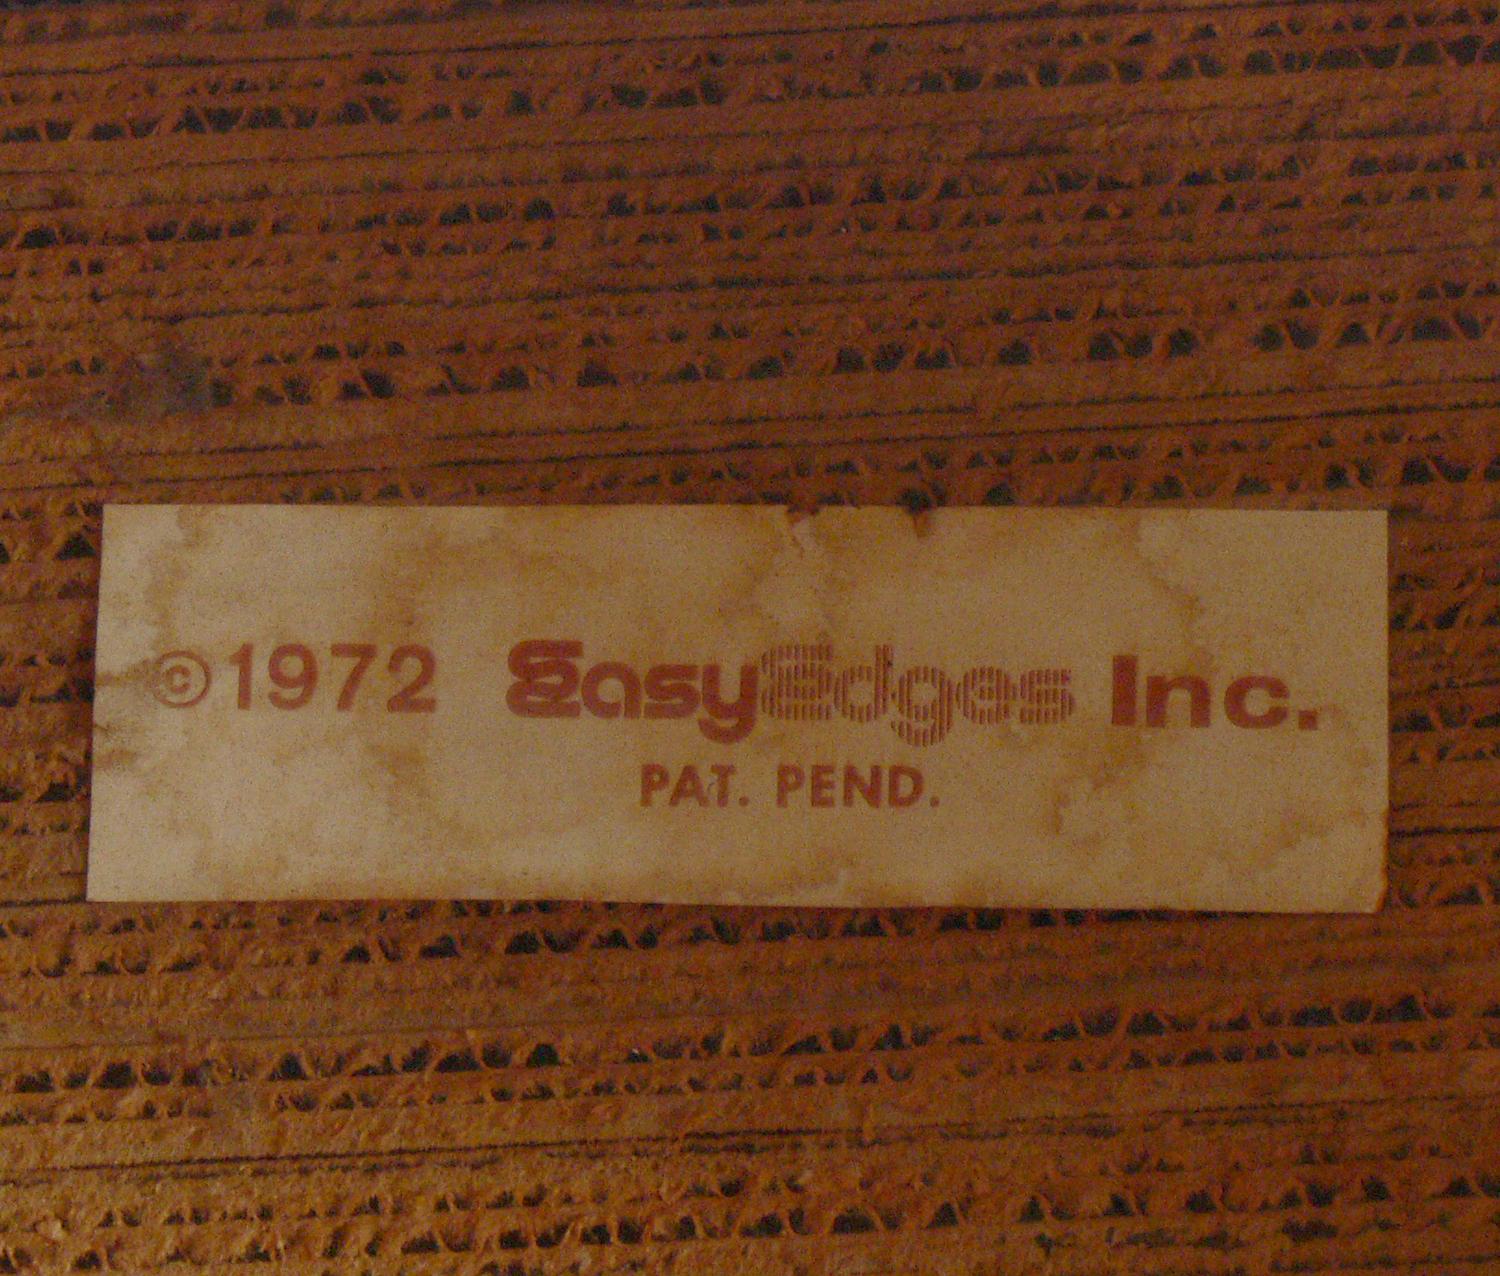 ©1972 EasyEdges Inc.
PAT. PEND.